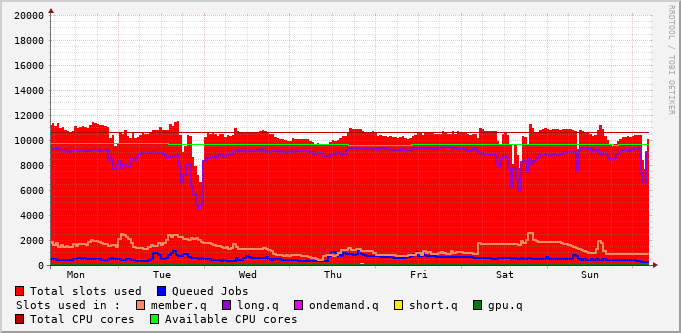 20000
18000
16000
14000
12000
10000
8000
6000
4000
2000
0
Mon Tue Wed Thu Fri Sat Sun
RRDTOOL / TOBI OETIKER
Total slots used Queued Jobs
Slots used in : member.q long.q ondemand.q short.q gpu.q
Total CPU cores Available CPU cores